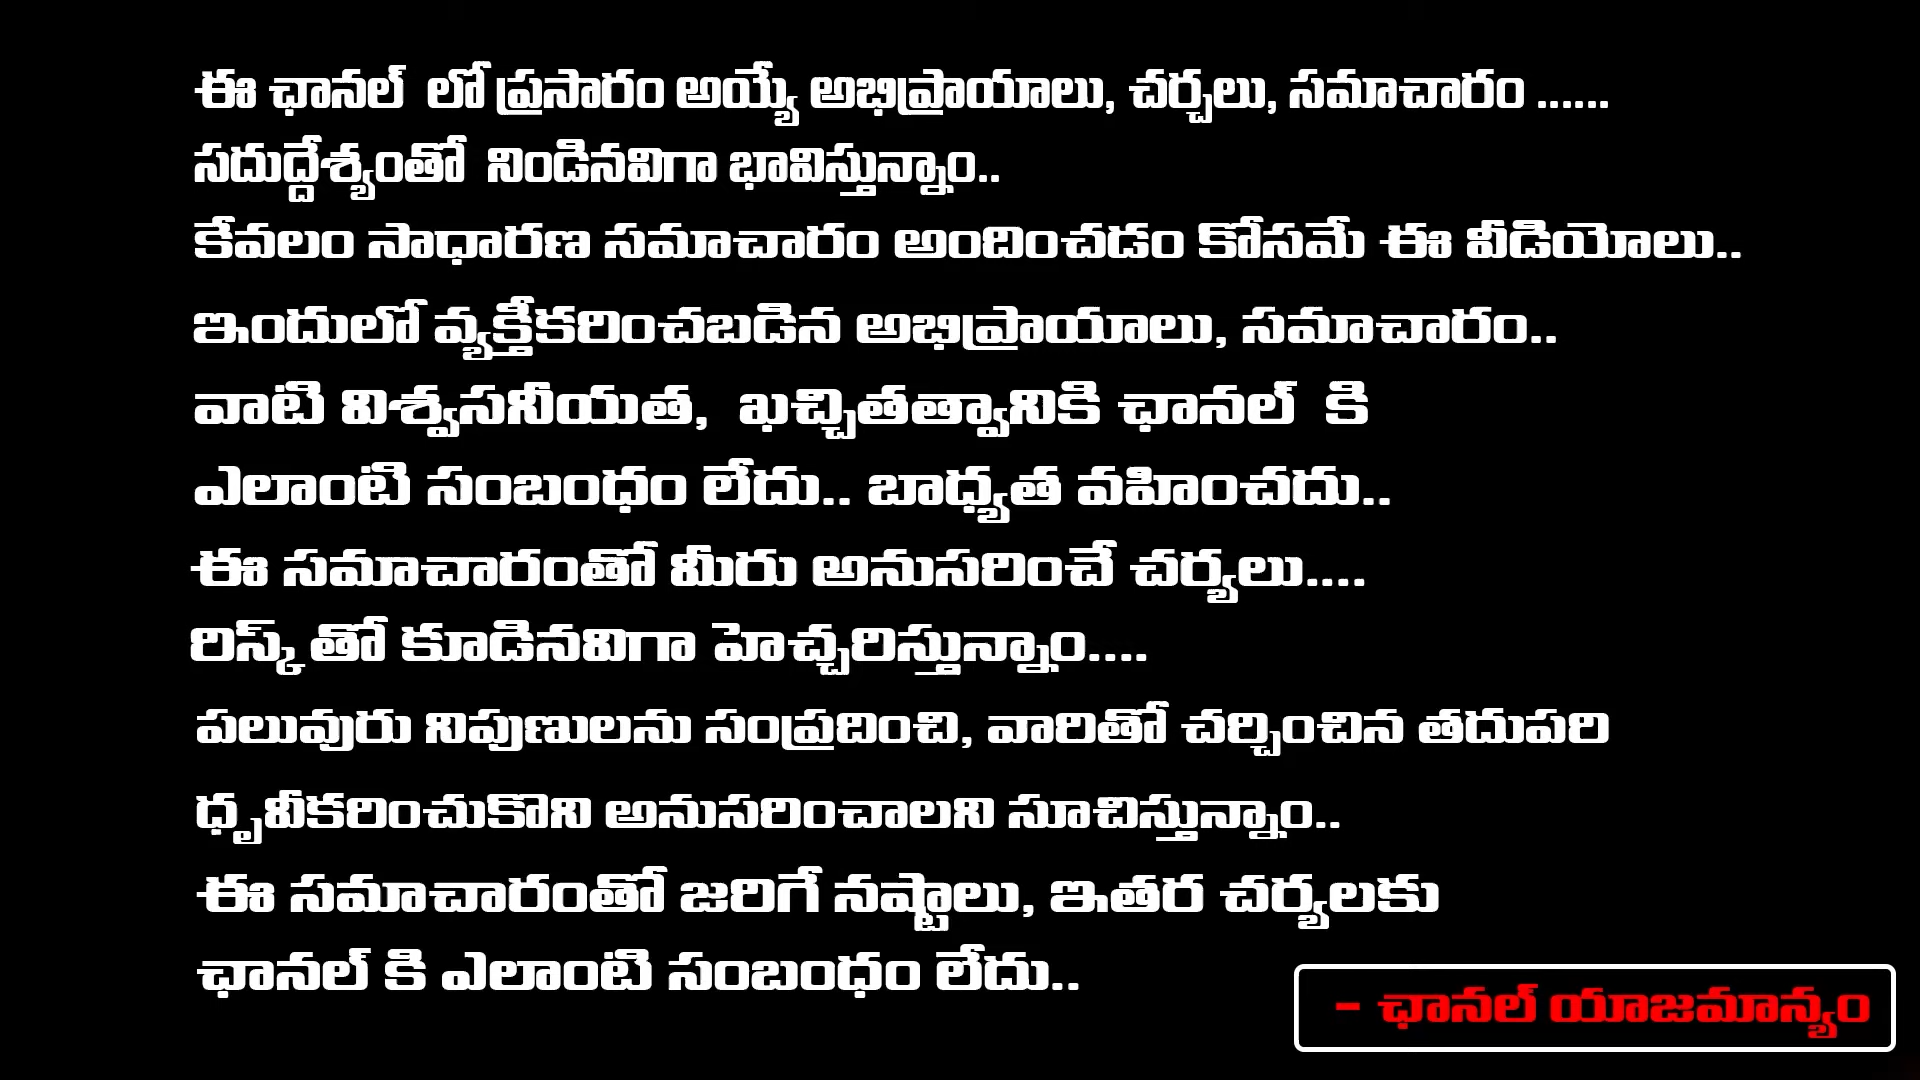 ఈ ఛానల్ లో ప్రసారం అయ్యే అభిప్రాయాలు, చర్చలు, సమాచారం ......
సదుద్దేశ్యంతో నిండినవిగా భావిస్తున్నాం..
కేవలం సాధారణ సమాచారం అందించడం కోసమే ఈ వీడియోలు..
ఇందులో వ్యక్తీకరించబడిన అభిప్రాయాలు, సమాచారం..
వాటి విశ్వసనీయత, ఖచ్చితత్వానికి ఛానల్ కి
ఎలాంటి సంబంధం లేదు.. బాధ్యత వహించదు..
ఈ సమాచారంతో మీరు అనుసరించే చర్యలు....
రిస్క్ తో కూడినవిగా హెచ్చరిస్తున్నాం....
పలువురు నిపుణులను సంప్రదించి, వారితో చర్చించిన తదుపరి
ధృవీకరించుకొని అనుసరించాలని సూచిస్తున్నాం..
ఈ సమాచారంతో జరిగే నష్టాలు, ఇతర చర్యలకు
ఛానల్ కి ఎలాంటి సంబంధం లేదు..
- ఛానల్ యాజమాన్యం